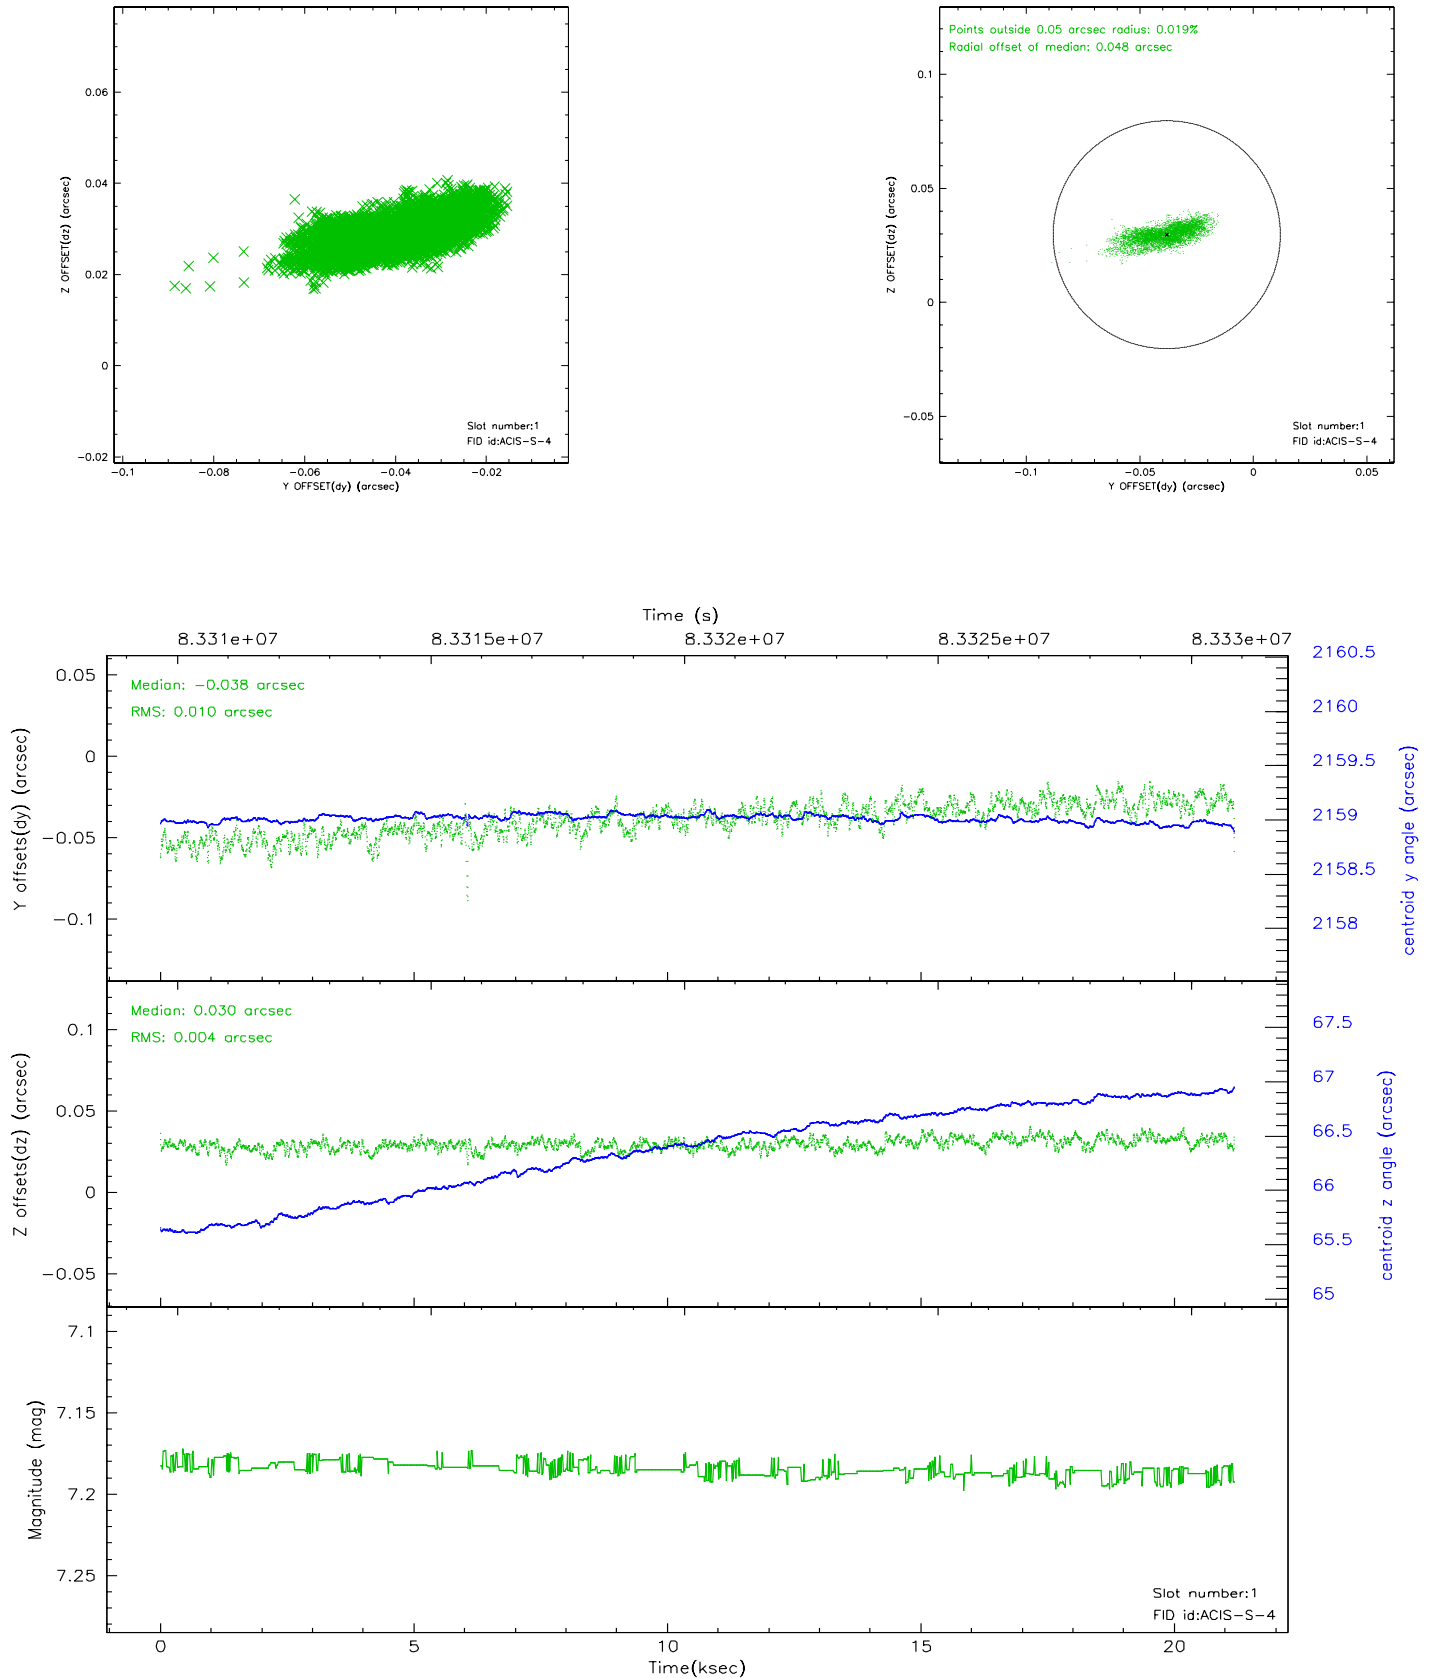 Points outside 0.05 arcsec radius: 0.019%
Radial offset of median: 0.048 arcsec
0.06
0.04
0.02
0
−0.02
Z OFFSET(dz) (arcsec)
Slot number:1
FID id:ACIS−S−4
−0.1 −0.08 −0.06 −0.04 −0.02
Y OFFSET(dy) (arcsec)
0.1
0.05
0
−0.05
Z OFFSET(dz) (arcsec)
Slot number:1
FID id:ACIS−S−4
−0.1 −0.05 0 0.05
Y OFFSET(dy) (arcsec)
Time (s)
8.331e+07 8.3315e+07 8.332e+07 8.3325e+07 8.333e+07
Median: −0.038 arcsec
RMS: 0.010 arcsec
0.05
0
−0.05
−0.1
Y offsets(dy) (arcsec)
2160.5
2160
2159.5
2159
2158.5
2158
centroid y angle (arcsec)
Median: 0.030 arcsec
RMS: 0.004 arcsec
0.1
0.05
0
−0.05
Z offsets(dz) (arcsec)
67.5
67
66.5
66
65.5
65
centroid z angle (arcsec)
7.1
7.15
7.2
7.25
Magnitude (mag)
Slot number:1
FID id:ACIS−S−4
0 5 10 15 20
Time(ksec)